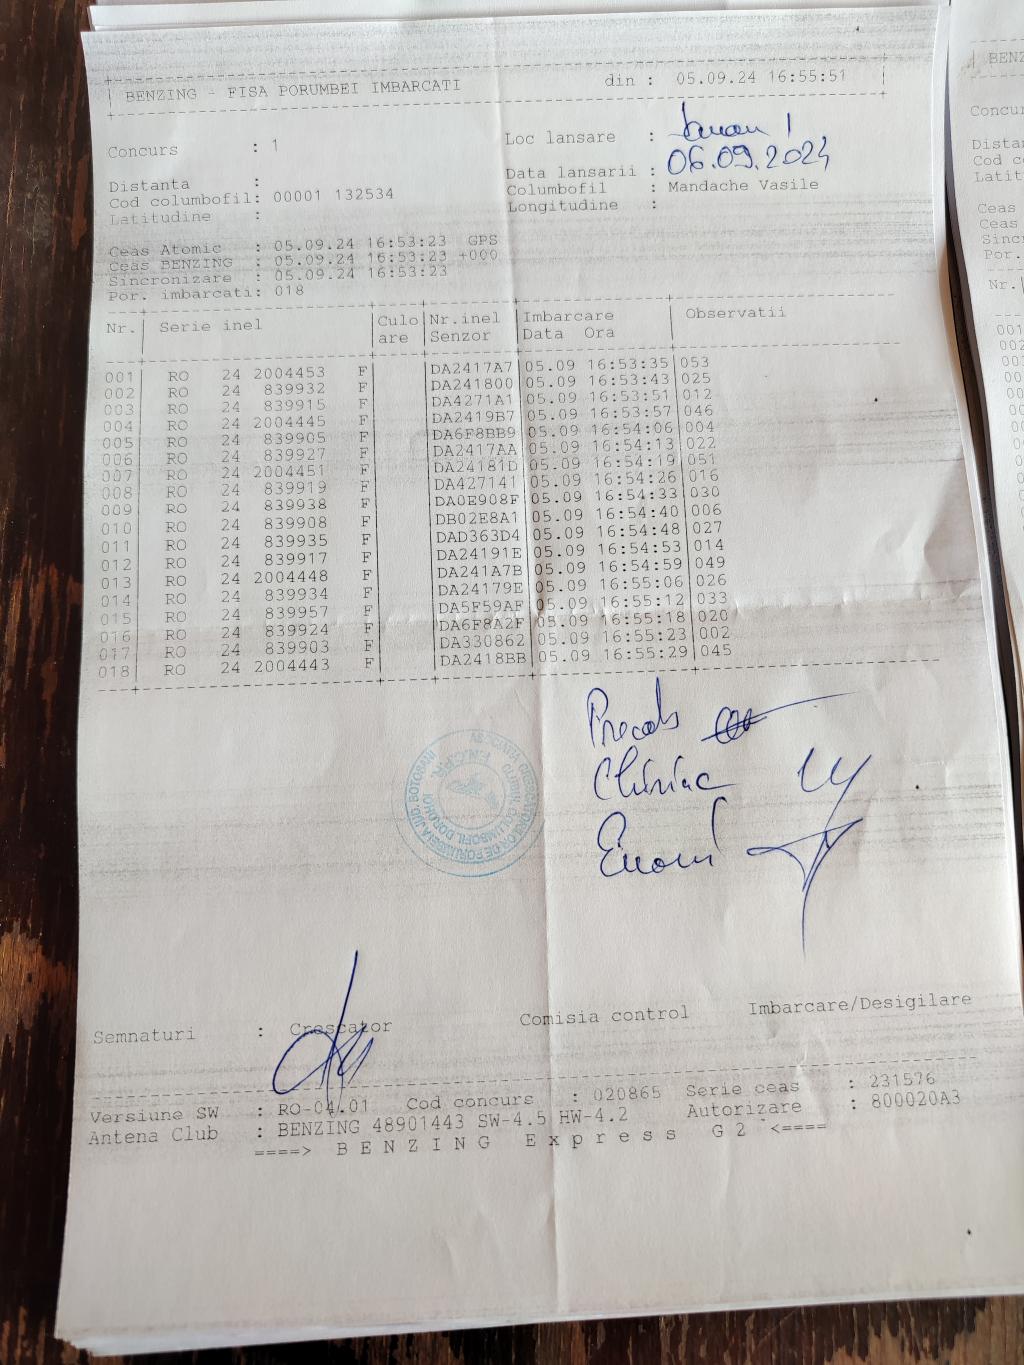 BENZING - FISA PORUMBEI IMBARCATI din : 05.09.24 16:55:51
Concurs : 1 Loc lansare :
Distanta : Data lansarii : 06.09.2024
Cod columbofil: 00001 132534 Columbofil : Mandache Vasile
Latitudine : Longitudine :
Ceas Atomic : 05.09.24 16:53:23 GPS
Ceas BENZING : 05.09.24 16:53:23 +000
Sincronizare : 05.09.24 16:53:23
Por. imbarcati: 018
Nr. Serie inel Culo Nr.inel Imbarcare Observatii
are Senzor Data Ora
001 RO 24 2004453 F DA2417A7 05.09 16:53:35 053
002 RO 24 839932 F DA241800 05.09 16:53:43 025
003 RO 24 839915 F DA4271A1 05.09 16:53:51 012
004 RO 24 2004445 F DA2419B7 05.09 16:53:57 046
005 RO 24 839905 F DA6F8BB9 05.09 16:54:06 004
006 RO 24 839927 F DA2417AA 05.09 16:54:13 022
007 RO 24 2004451 F DA24181D 05.09 16:54:19 051
008 RO 24 839919 F DA427141 05.09 16:54:26 016
009 RO 24 839938 F DA0E908F 05.09 16:54:33 030
010 RO 24 839908 F DB02E8A1 05.09 16:54:40 006
011 RO 24 839935 F DAD363D4 05.09 16:54:48 027
012 RO 24 839917 F DA24191E 05.09 16:54:53 014
013 RO 24 2004448 F DA241A7B 05.09 16:54:59 049
014 RO 24 839934 F DA24179E 05.09 16:55:06 026
015 RO 24 839957 F DA5F59AF 05.09 16:55:12 033
016 RO 24 839924 F DA6F8A2F 05.09 16:55:18 020
017 RO 24 839903 F DA330862 05.09 16:55:23 002
018 RO 24 2004443 F DA2418BB 05.09 16:55:29 045
Chiriac
Semnaturi : Crescator Comisia control Imbarcare/Desigilare
Versiune SW : RO-04.01 Cod concurs : 020865 Serie ceas : 231576
Antena Club : BENZING 48901443 SW-4.5 HW-4.2 Autorizare : 800020A3
====> B E N Z I N G E x p r e s s G 2 <====